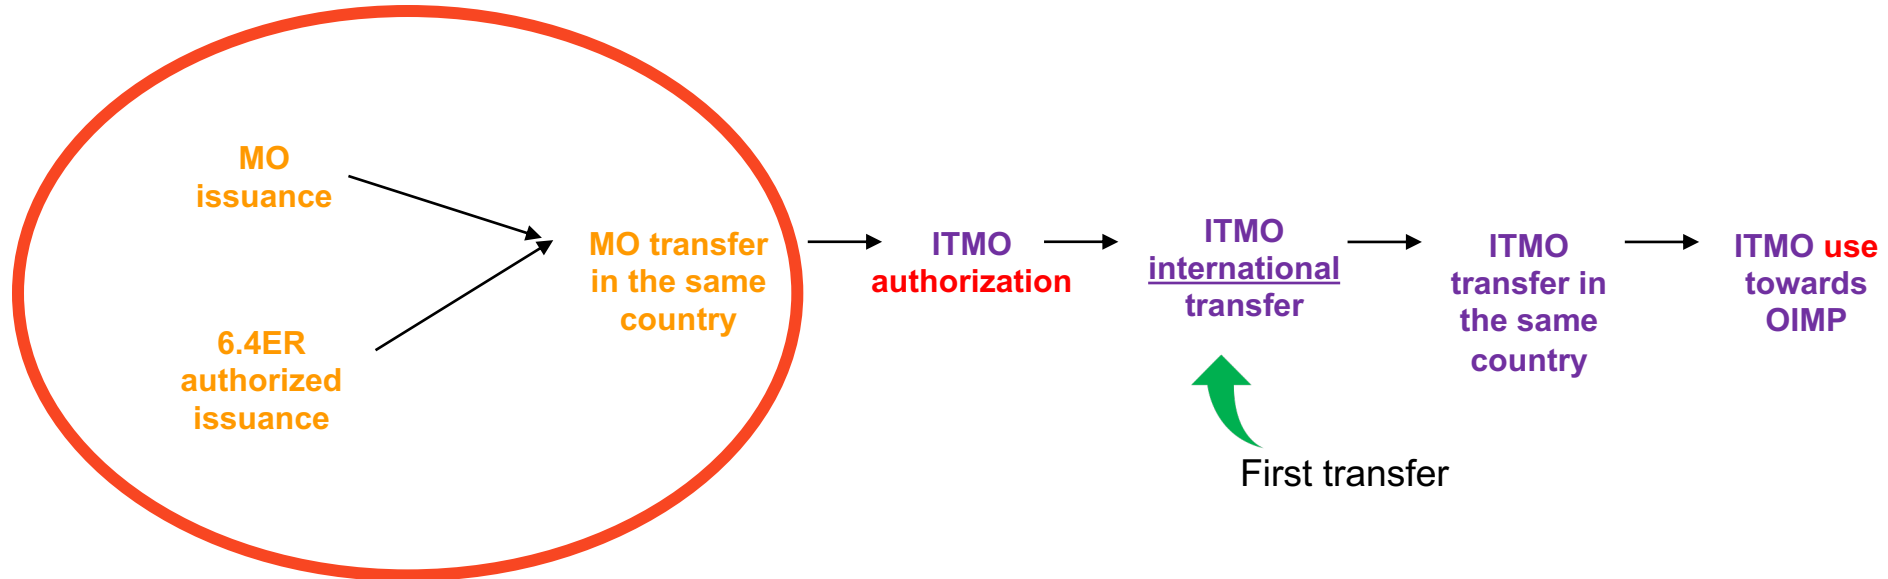 MO
issuance
6.4ER
authorized
issuance
MO transfer
in the same
country
ITMO
authorization
ITMO
international
transfer
First transfer
ITMO
transfer in
the same
country
ITMO use
towards
OIMP